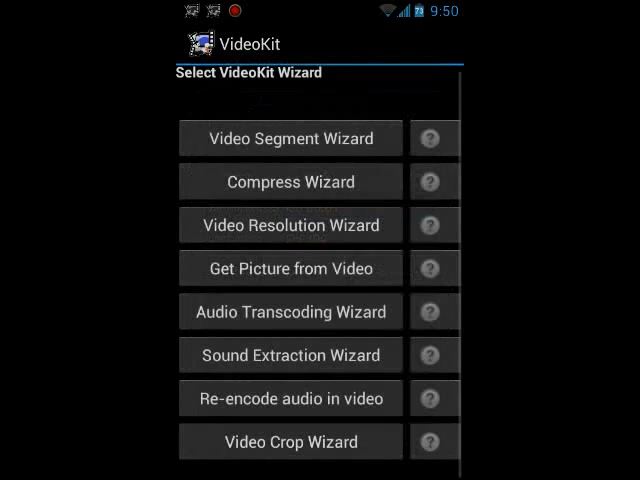 73 9:50
VideoKit
Select VideoKit Wizard
Video Segment Wizard ?
Compress Wizard ?
Video Resolution Wizard ?
Get Picture from Video ?
Audio Transcoding Wizard ?
Sound Extraction Wizard ?
Re-encode audio in video ?
Video Crop Wizard ?